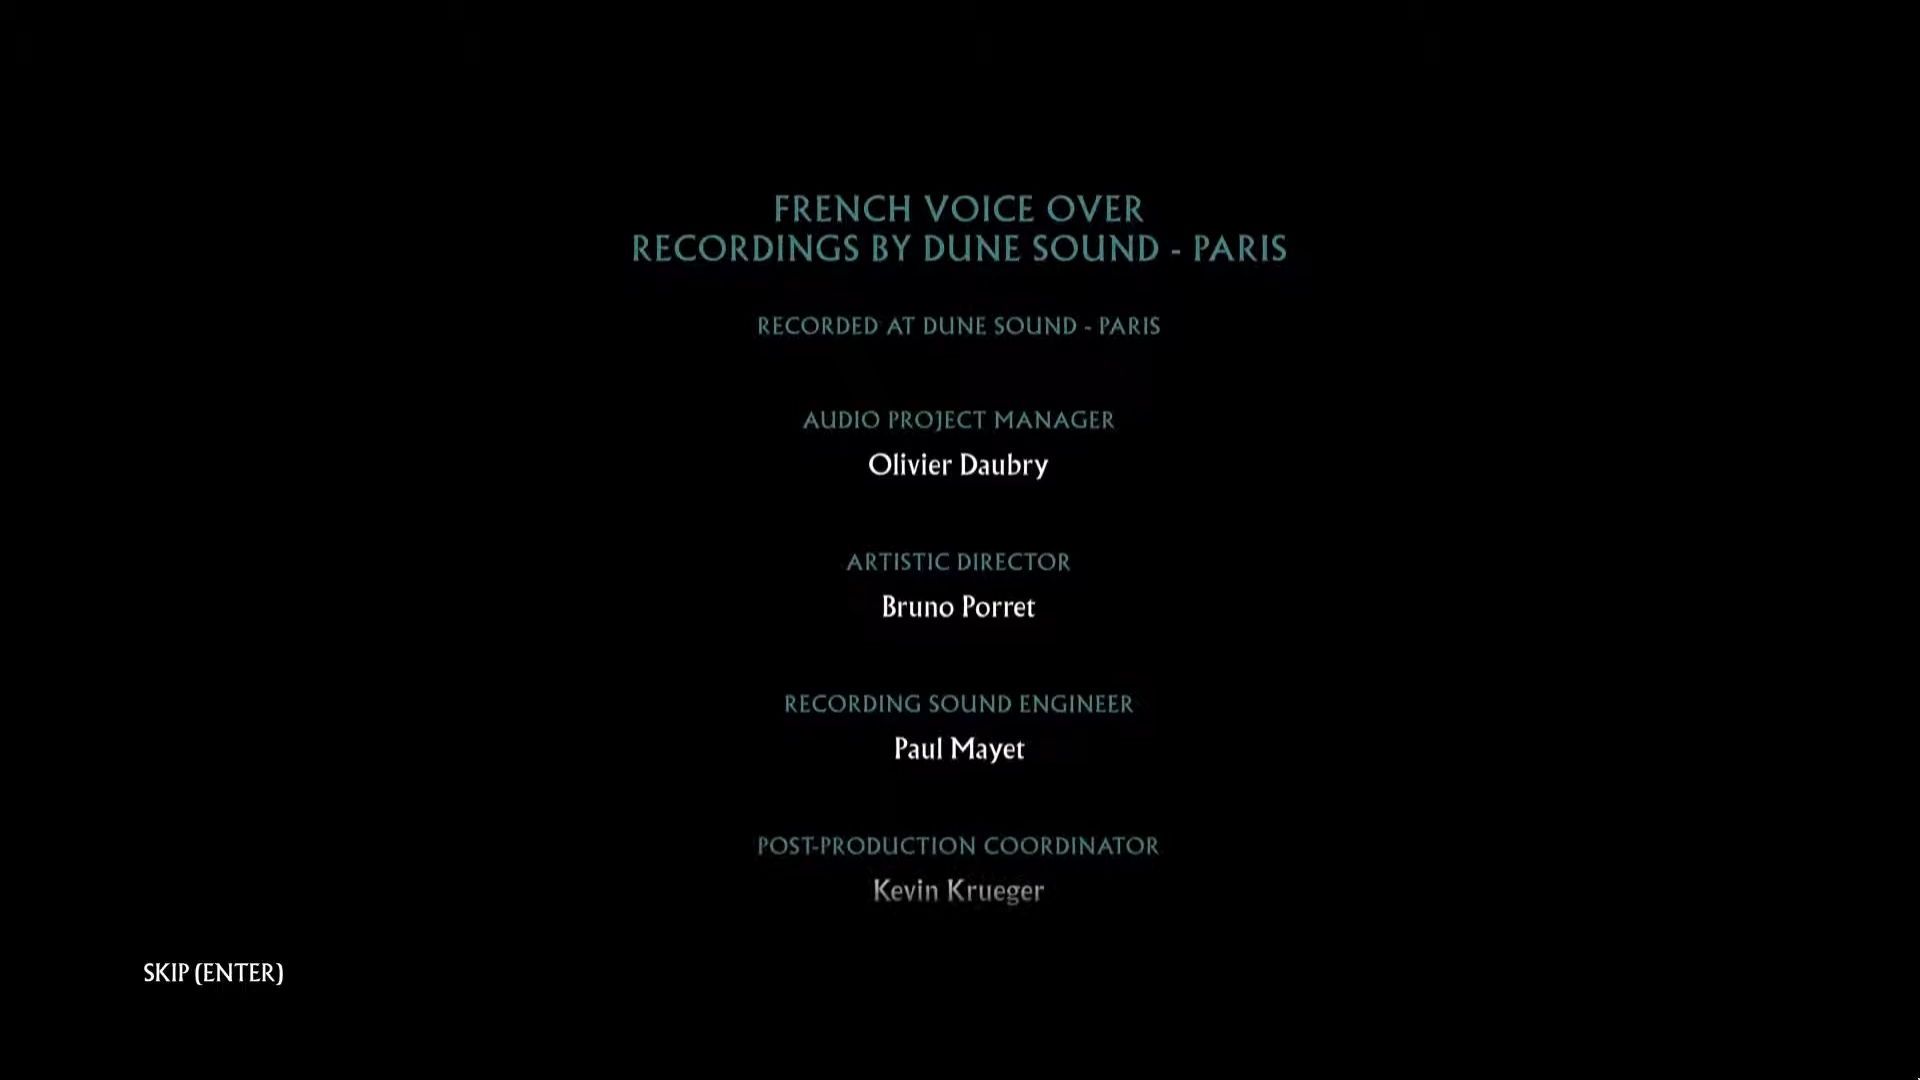 FRENCH VOICE OVER
RECORDINGS BY DUNE SOUND - PARIS
RECORDED AT DUNE SOUND - PARIS
AUDIO PROJECT MANAGER
Olivier Daubry
ARTISTIC DIRECTOR
Bruno Porret
RECORDING SOUND ENGINEER
Paul Mayet
POST-PRODUCTION COORDINATOR
Kevin Krueger
SKIP (ENTER)